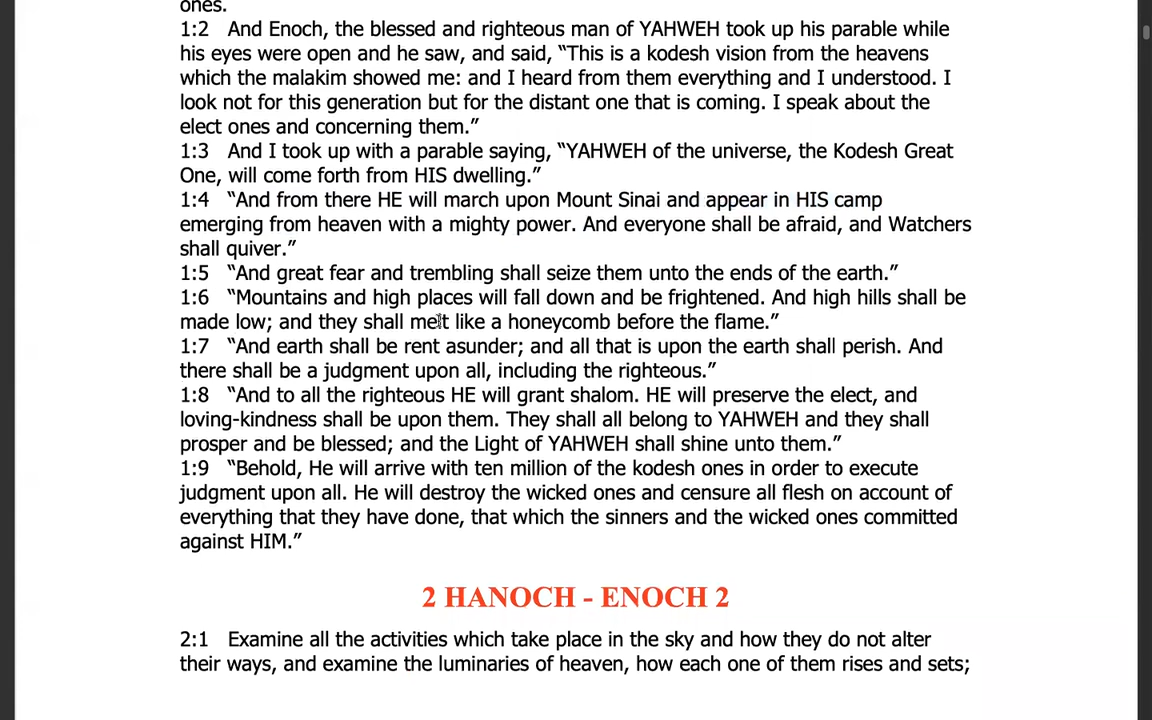 ones.
1:2 And Enoch, the blessed and righteous man of YAHWEH took up his parable while
his eyes were open and he saw, and said, “This is a kodesh vision from the heavens
which the malakim showed me: and I heard from them everything and I understood. I
look not for this generation but for the distant one that is coming. I speak about the
elect ones and concerning them.”
1:3 And I took up with a parable saying, “YAHWEH of the universe, the Kodesh Great
One, will come forth from HIS dwelling.”
1:4 “And from there HE will march upon Mount Sinai and appear in HIS camp
emerging from heaven with a mighty power. And everyone shall be afraid, and Watchers
shall quiver.”
1:5 “And great fear and trembling shall seize them unto the ends of the earth.”
1:6 “Mountains and high places will fall down and be frightened. And high hills shall be
made low; and they shall melt like a honeycomb before the flame.”
1:7 “And earth shall be rent asunder; and all that is upon the earth shall perish. And
there shall be a judgment upon all, including the righteous.”
1:8 “And to all the righteous HE will grant shalom. HE will preserve the elect, and
loving-kindness shall be upon them. They shall all belong to YAHWEH and they shall
prosper and be blessed; and the Light of YAHWEH shall shine unto them.”
1:9 “Behold, He will arrive with ten million of the kodesh ones in order to execute
judgment upon all. He will destroy the wicked ones and censure all flesh on account of
everything that they have done, that which the sinners and the wicked ones committed
against HIM.”
2 HANOCH - ENOCH 2
2:1 Examine all the activities which take place in the sky and how they do not alter
their ways, and examine the luminaries of heaven, how each one of them rises and sets;